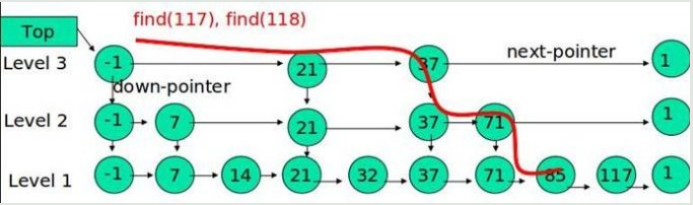 find(117), find(118)
Top
Level 3 -1 21 37 next-pointer 1
down-pointer
Level 2 -1 7 21 37 71 1
Level 1 -1 7 14 21 32 37 71 85 117 1